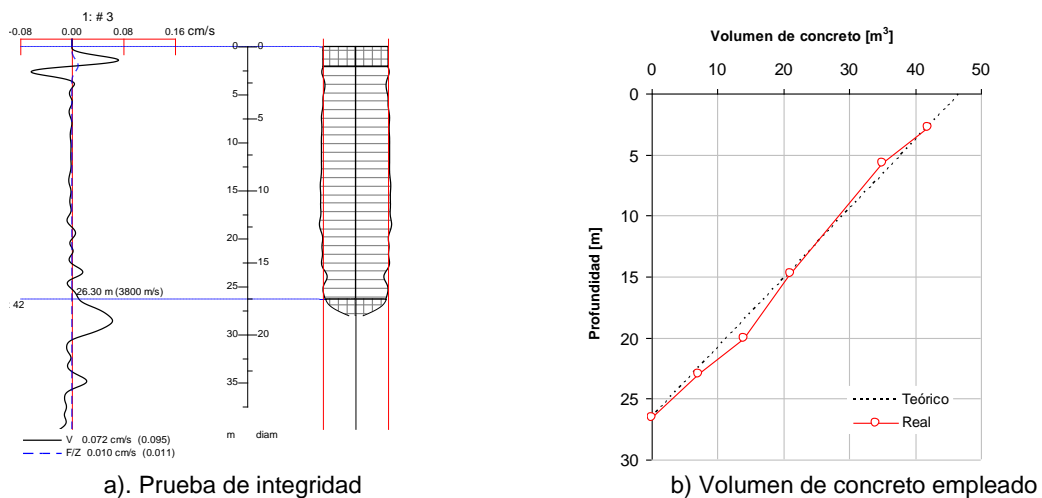 1: # 3
-0.08 0.00 0.08 0.16 cm/s
0 0
5
5
10
15 10
20
15
25
30 20
35
m diam
26.30 m (3800 m/s)
42
V 0.072 cm/s (0.095)
F/Z 0.010 cm/s (0.011)
a). Prueba de integridad
Volumen de concreto [m³]
0 10 20 30 40 50
Profundidad [m]
0
5
10
15
20
25
30
Teórico
Real
b) Volumen de concreto empleado